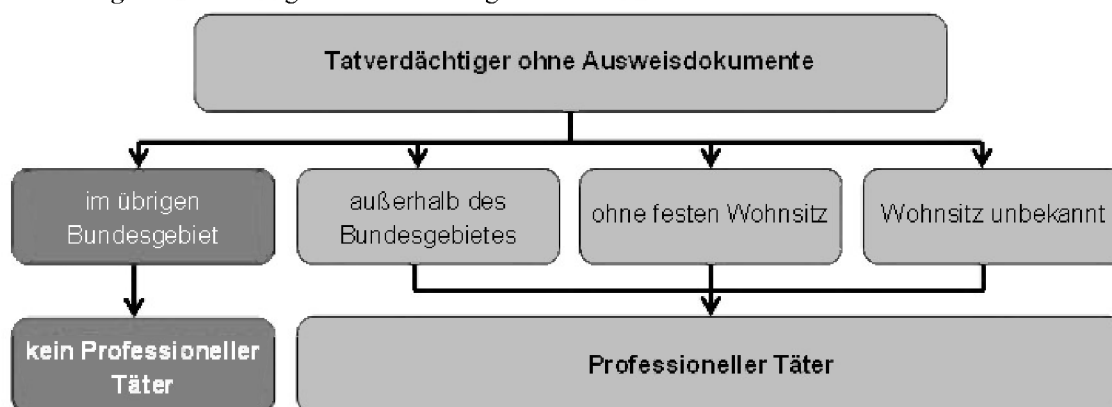 Tatverdächtiger ohne Ausweisdokumente
im übrigen
Bundesgebiet
außerhalb des
Bundesgebietes
ohne festen Wohnsitz
Wohnsitz unbekannt
kein Professioneller
Täter
Professioneller Täter